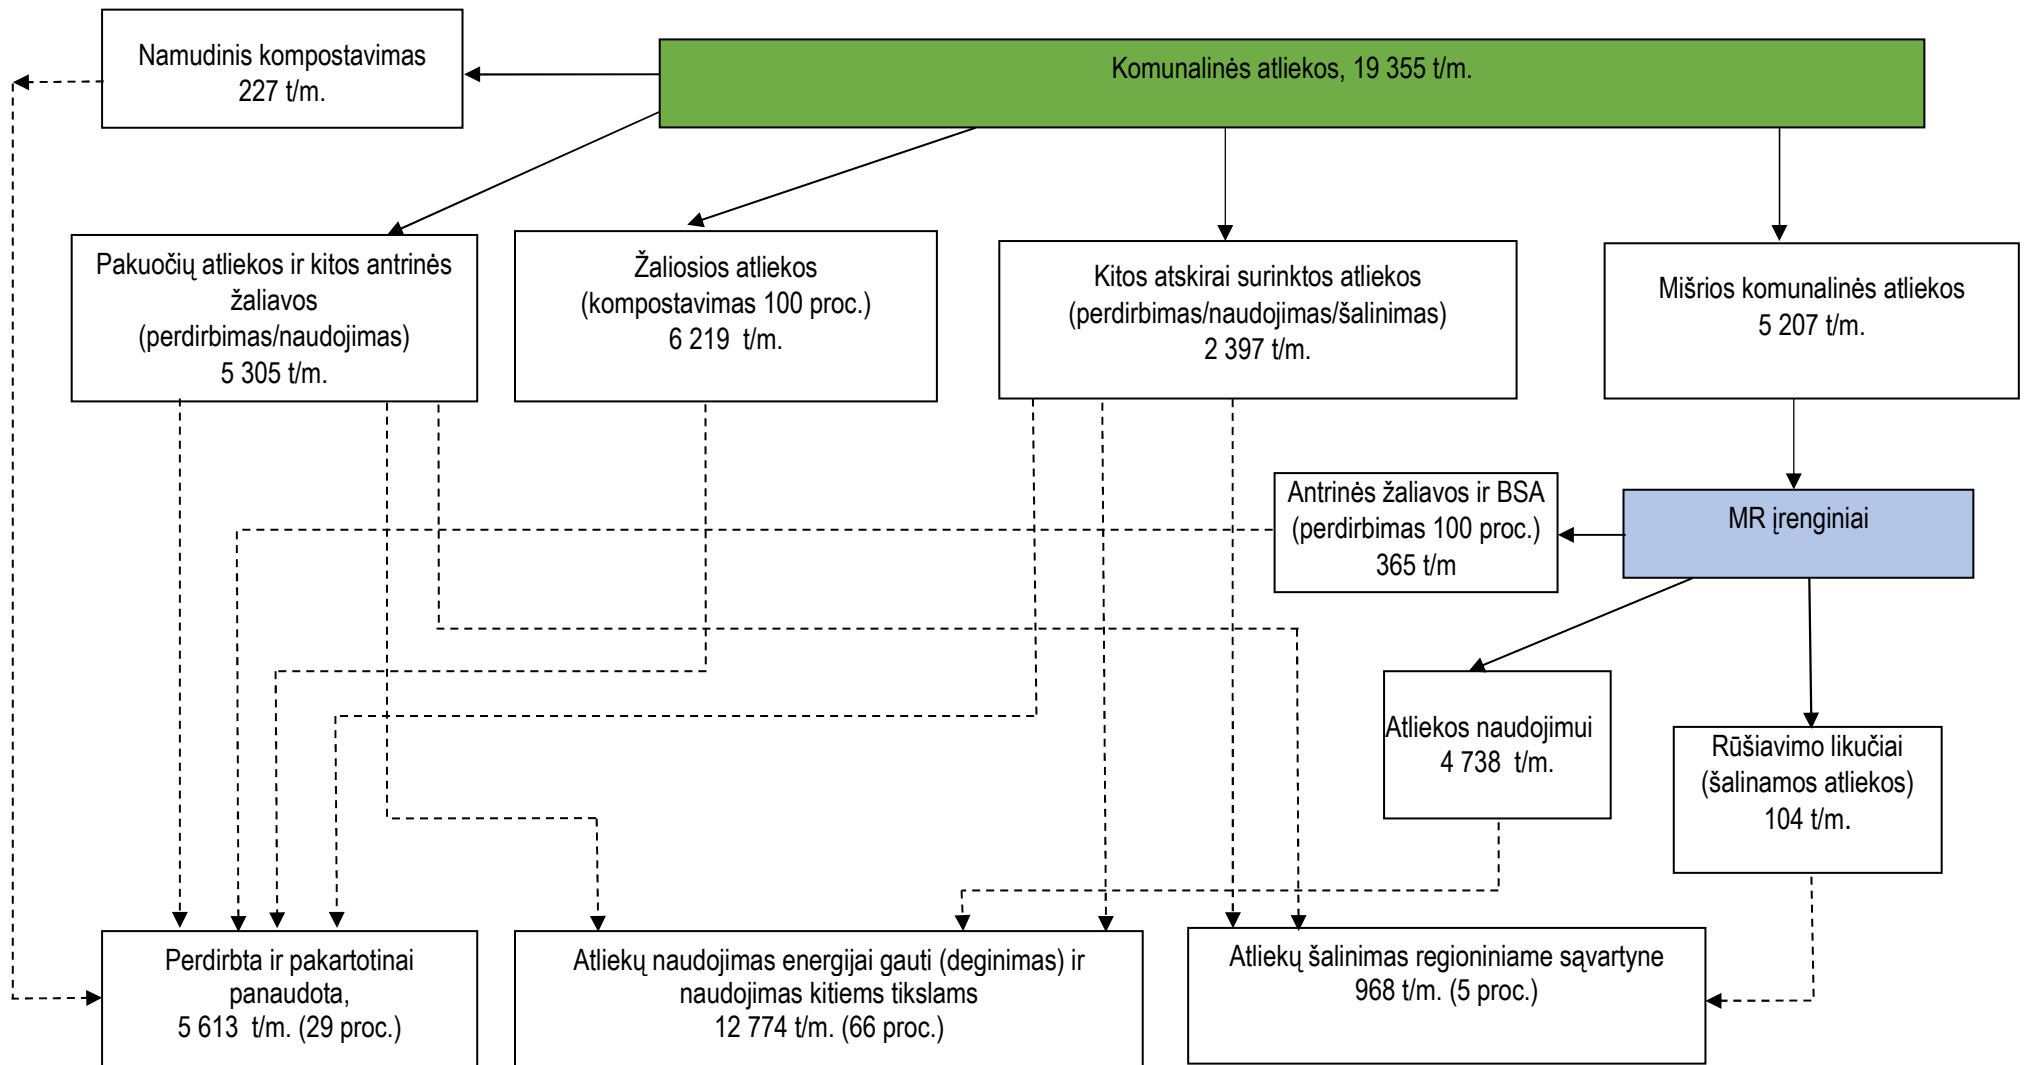 Namudinis kompostavimas
227 t/m.
Komunalinės atliekos, 19 355 t/m.
Pakuočių atliekos ir kitos antrinės
žaliavos
(perdirbimas/naudojimas)
5 305 t/m.
Žaliosios atliekos
(kompostavimas 100 proc.)
6 219 t/m.
Kitos atskirai surinktos atliekos
(perdirbimas/naudojimas/šalinimas)
2 397 t/m.
Mišrios komunalinės atliekos
5 207 t/m.
Antrinės žaliavos ir BSA
(perdirbimas 100 proc.)
365 t/m
MR įrenginiai
Atliekos naudojimui
4 738 t/m.
Rūšiavimo likučiai
(šalinamos atliekos)
104 t/m.
Perdirbta ir pakartotinai
panaudota,
5 613 t/m. (29 proc.)
Atliekų naudojimas energijai gauti (deginimas) ir
naudojimas kitiems tikslams
12 774 t/m. (66 proc.)
Atliekų šalinimas regioniniame sąvartyne
968 t/m. (5 proc.)